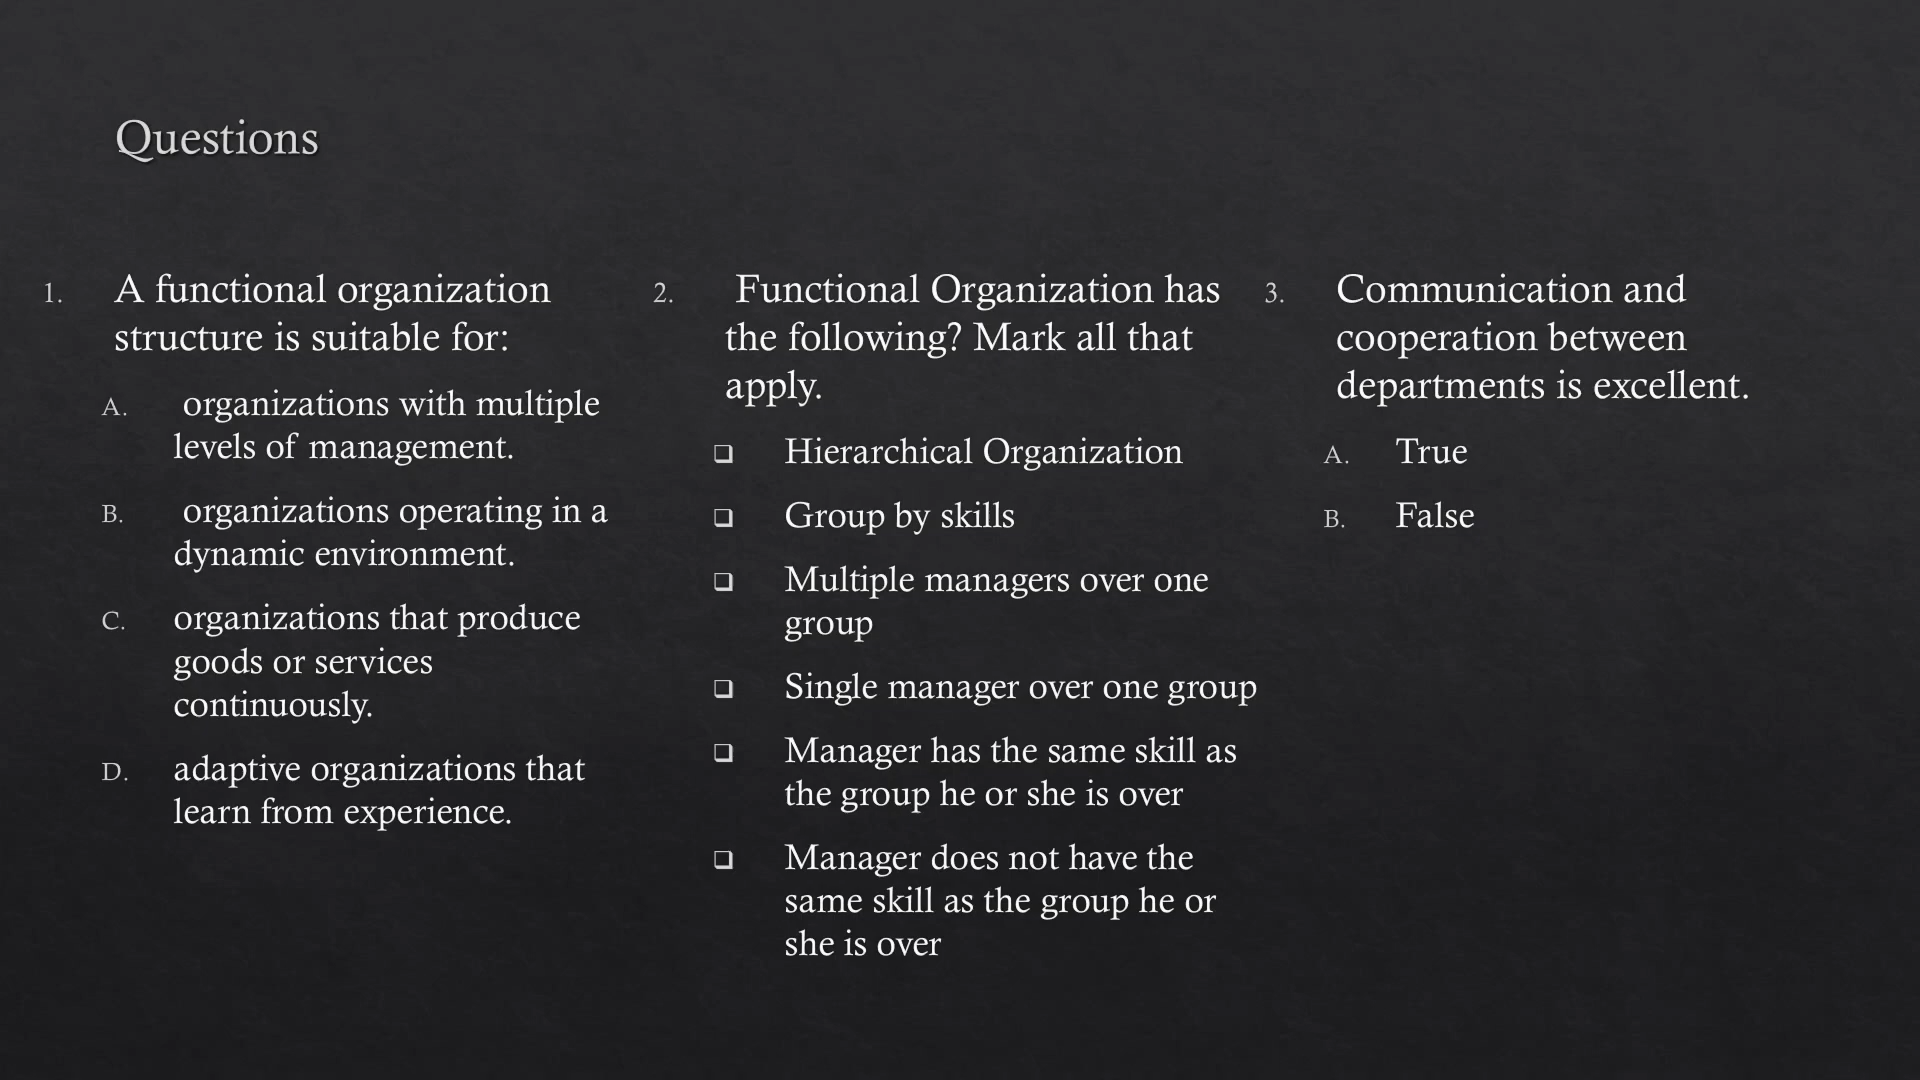 Questions
1. A functional organization
structure is suitable for:
A. organizations with multiple
levels of management.
B. organizations operating in a
dynamic environment.
C. organizations that produce
goods or services
continuously.
D. adaptive organizations that
learn from experience.
2. Functional Organization has
the following? Mark all that
apply.
❑ Hierarchical Organization
❑ Group by skills
❑ Multiple managers over one
group
❑ Single manager over one group
❑ Manager has the same skill as
the group he or she is over
❑ Manager does not have the
same skill as the group he or
she is over
3. Communication and
cooperation between
departments is excellent.
A. True
B. False